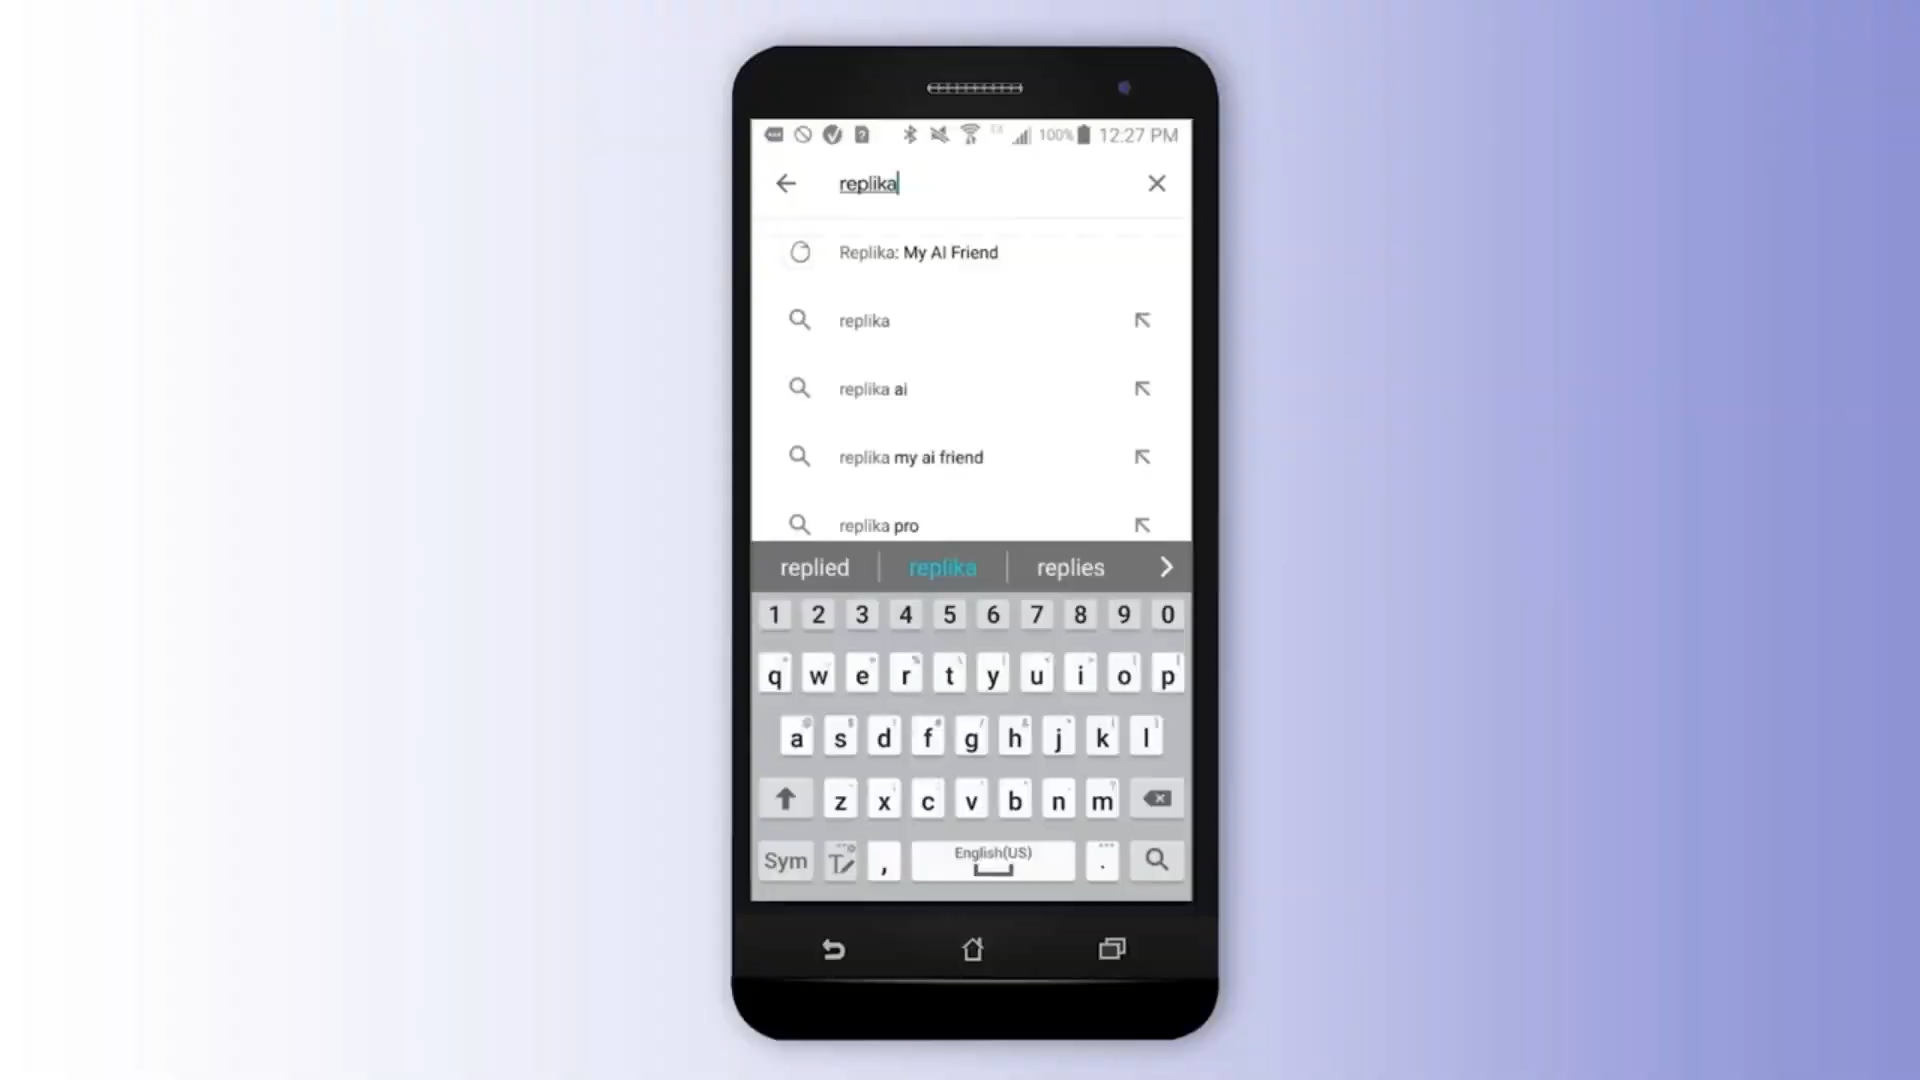 100% 12:27 PM
replika
Replika: My AI Friend
replika
replika ai
replika my ai friend
replika pro
replied replika replies
1 2 3 4 5 6 7 8 9 0
q w e r t y u i o p
a s d f g h j k l
z x c v b n m
Sym , English(US) .